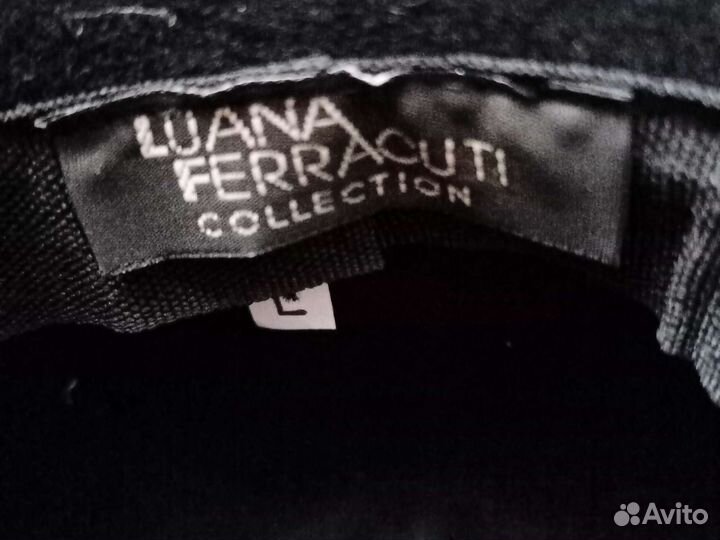 LUANA
FERRACUTI
COLLECTION
L
Avito